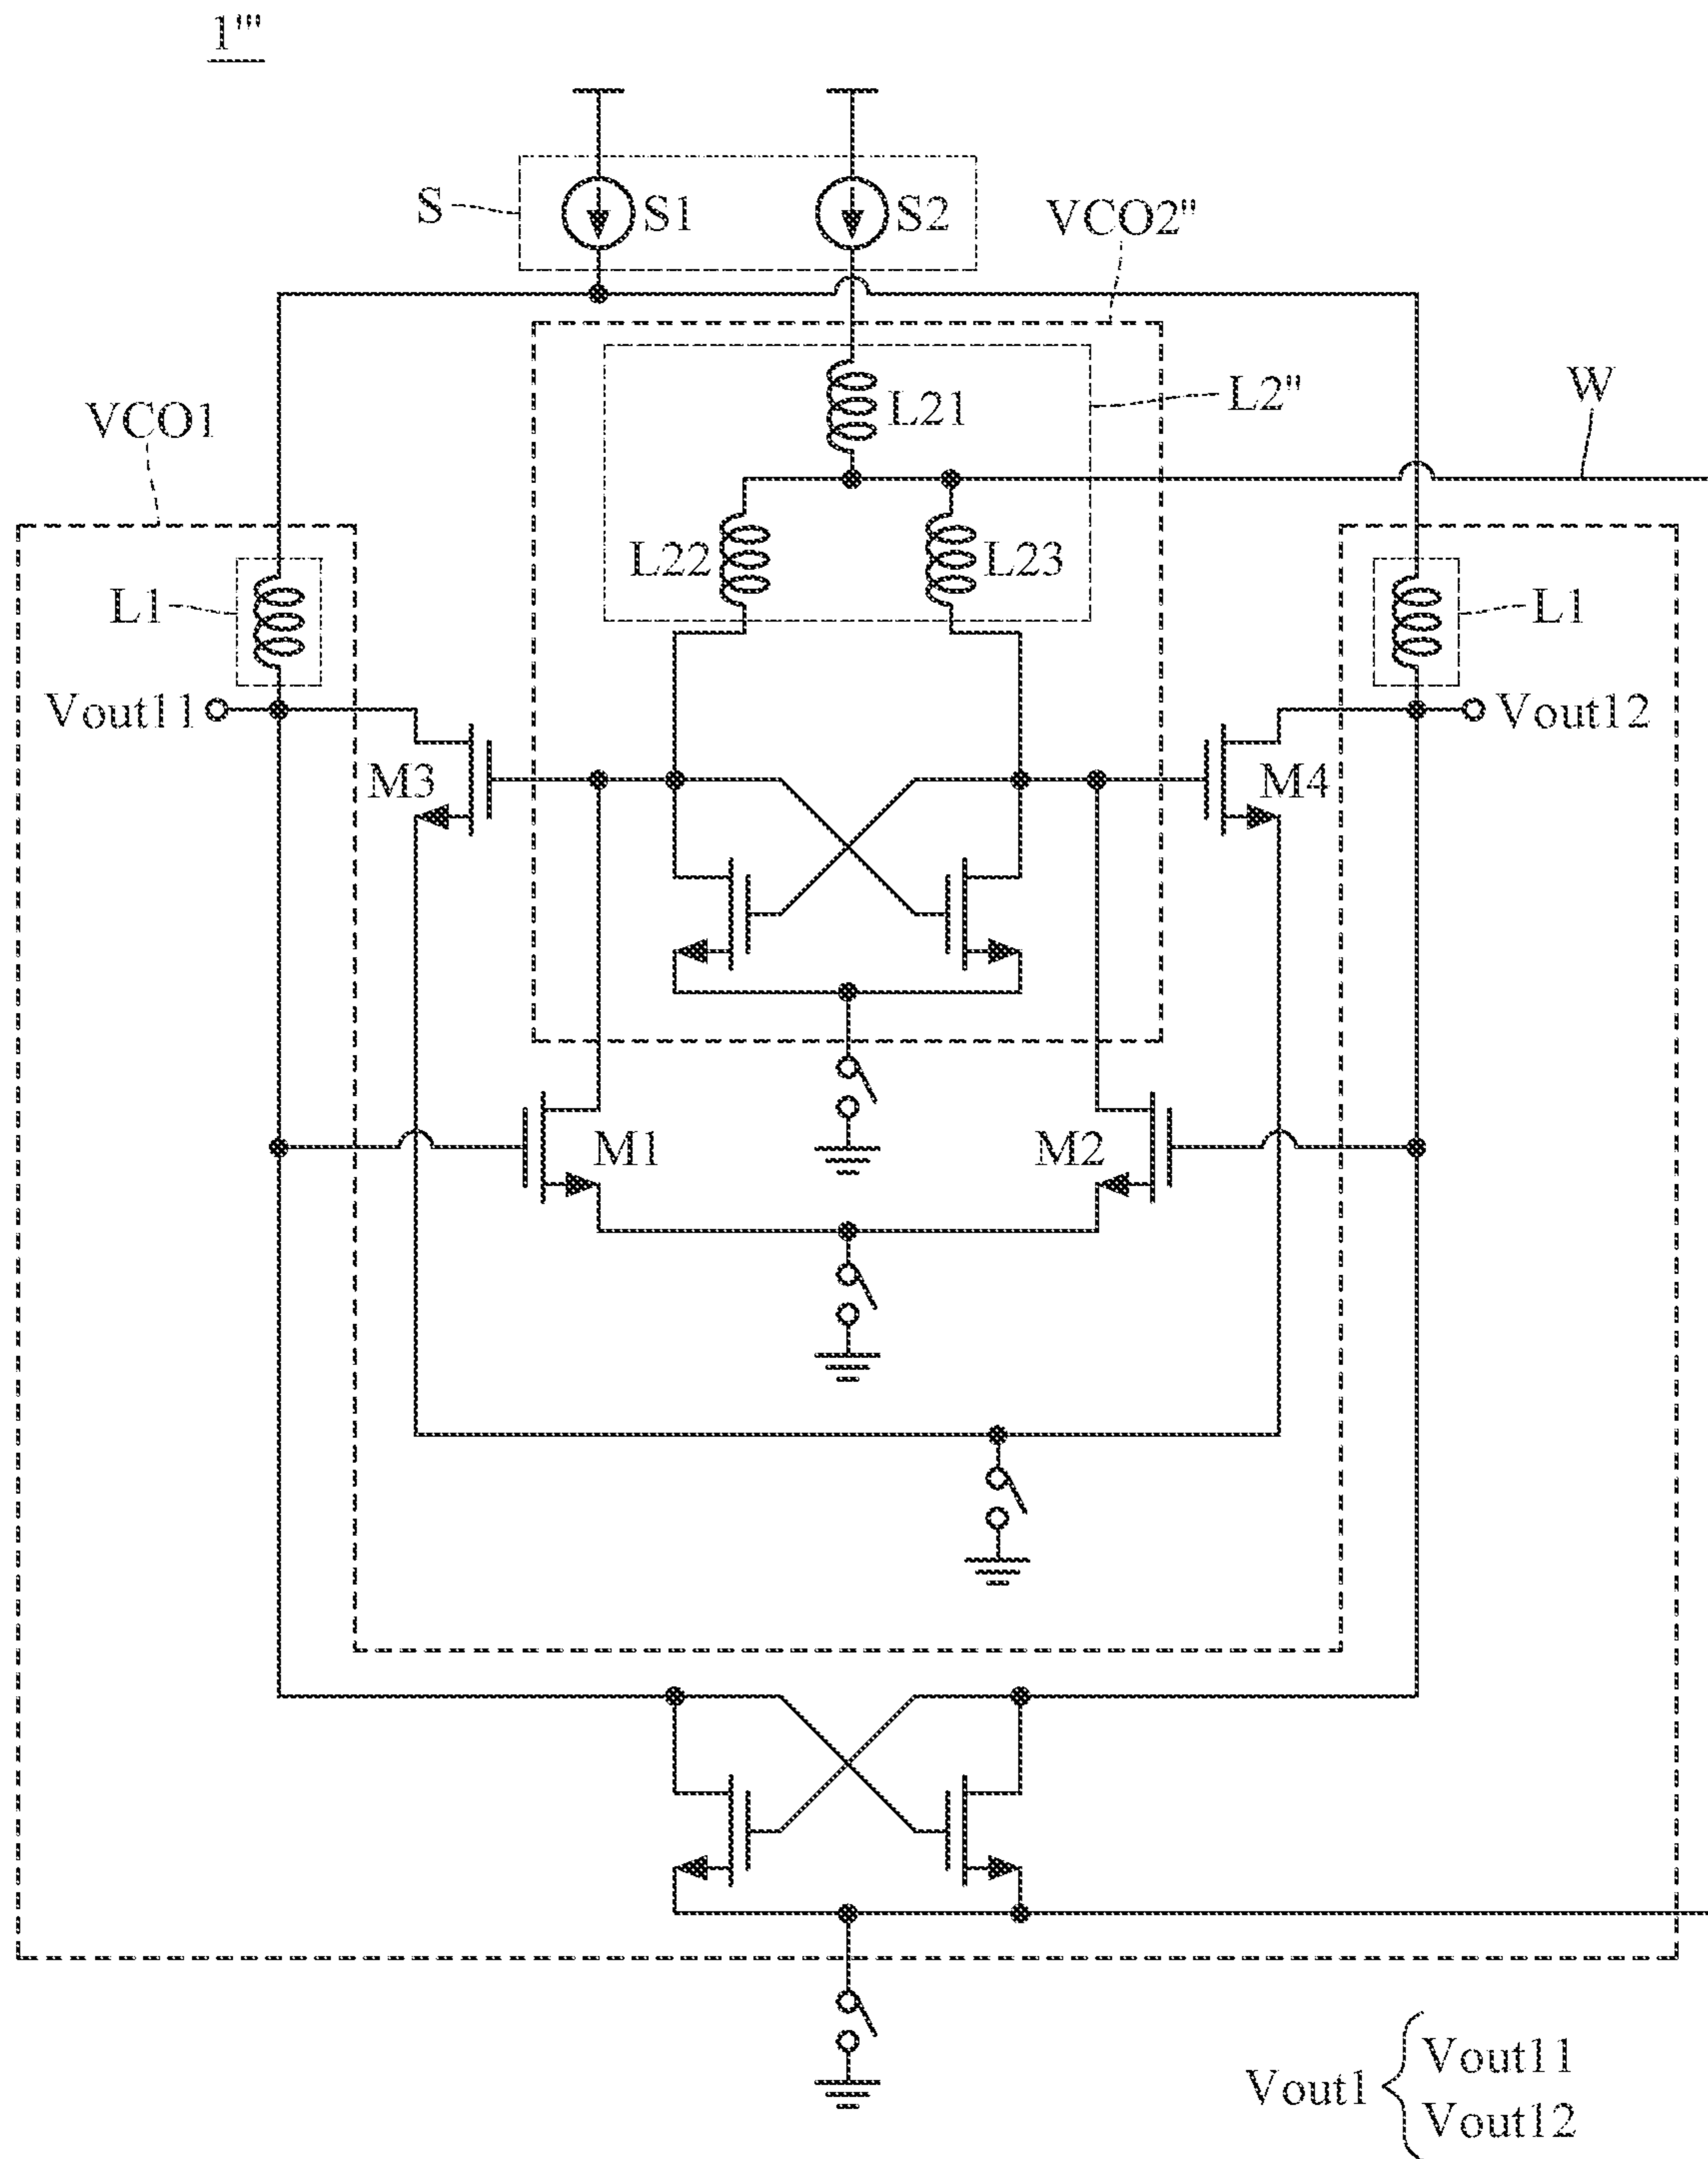 1'''
S
S1
S2
VCO2"
L21
L2"
W
VCO1
L22
L23
L1
L1
Vout11
Vout12
M3
M4
M1
M2
Vout1
Vout11
Vout12